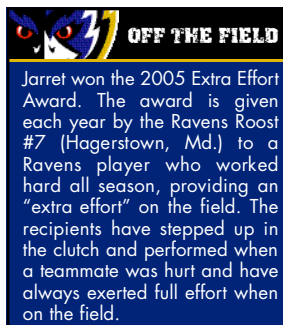 OFF THE FIELD
Jarret won the 2005 Extra Effort
Award. The award is given
each year by the Ravens Roost
#7 (Hagerstown, Md.) to a
Ravens player who worked
hard all season, providing an
“extra effort” on the field. The
recipients have stepped up in
the clutch and performed when
a teammate was hurt and have
always exerted full effort when
on the field.